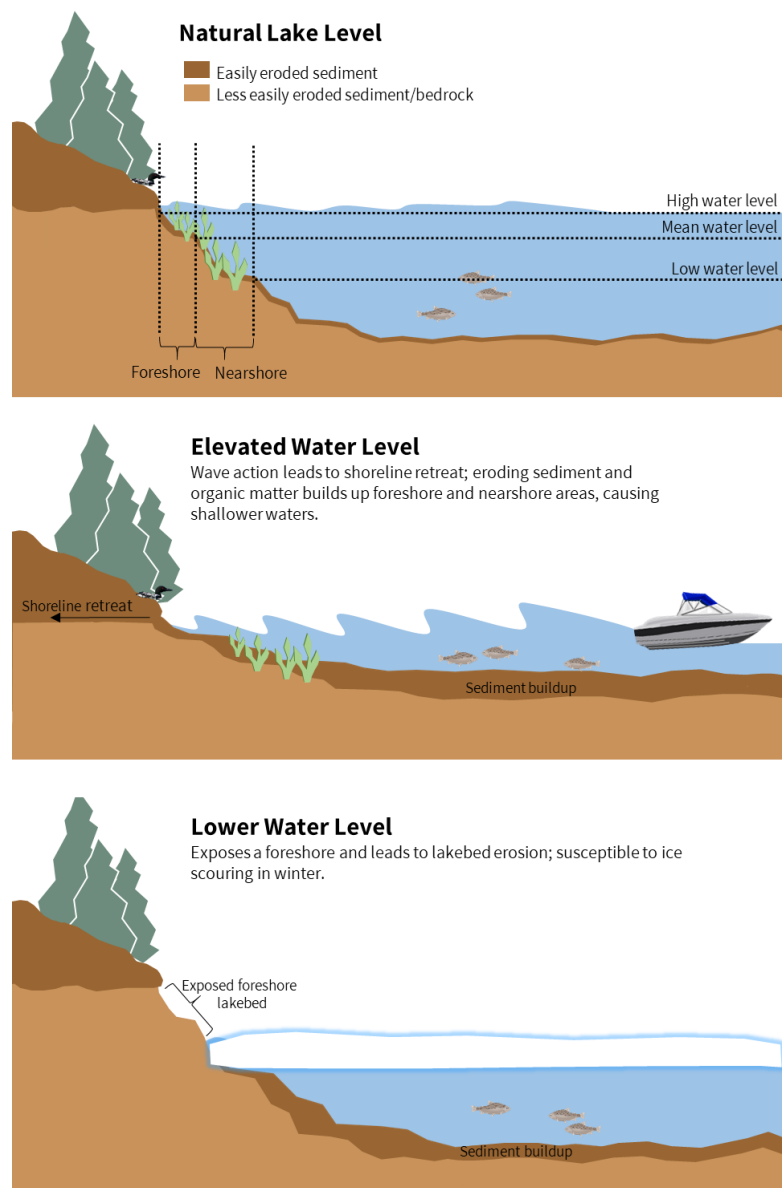 Natural Lake Level
Easily eroded sediment
Less easily eroded sediment/bedrock
High water level
Mean water level
Low water level
Foreshore
Nearshore
Elevated Water Level
Wave action leads to shoreline retreat; eroding sediment and
organic matter builds up foreshore and nearshore areas, causing
shallower waters.
Shoreline retreat
Sediment buildup
Lower Water Level
Exposes a foreshore and leads to lakebed erosion; susceptible to ice
scouring in winter.
Exposed foreshore
lakebed
Sediment buildup